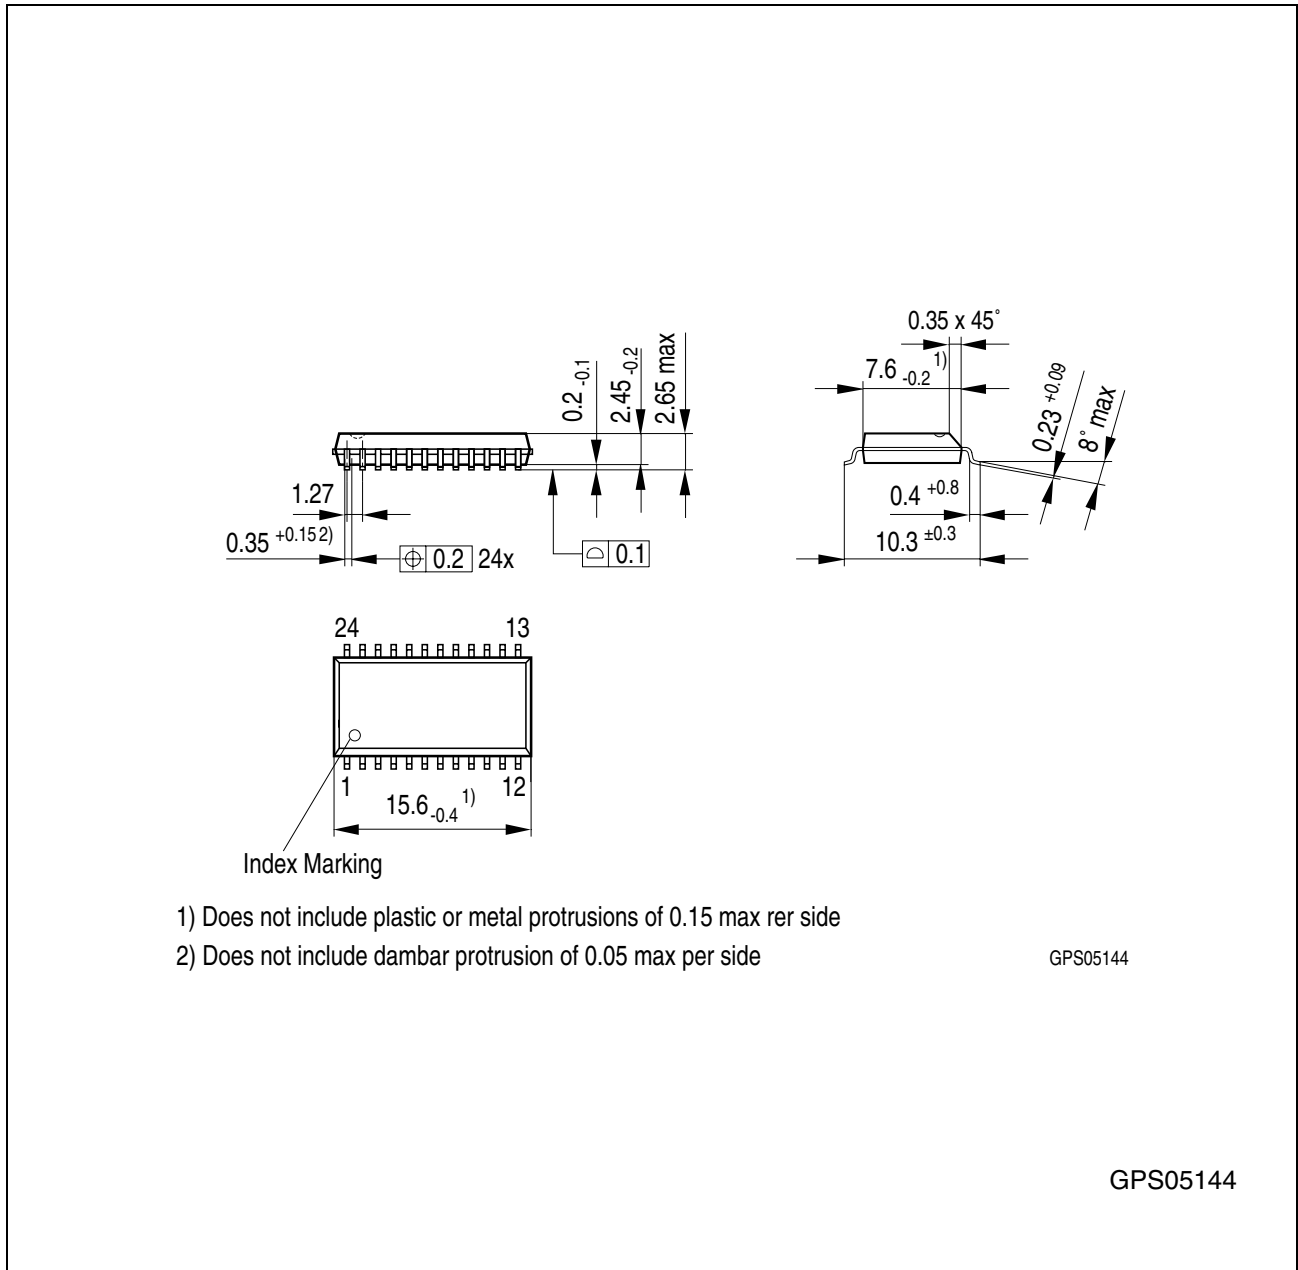 0.35 x 45°
7.6 -0.2 1)
0.2 -0.1
2.45 -0.2
2.65 max
0.23 +0.09
8° max
1.27
0.4 +0.8
0.35 +0.15 2)
10.3 ±0.3
0.2 24x
0.1
24 13
1 12
15.6 -0.4 1)
Index Marking
1) Does not include plastic or metal protrusions of 0.15 max rer side
2) Does not include dambar protrusion of 0.05 max per side
GPS05144
GPS05144